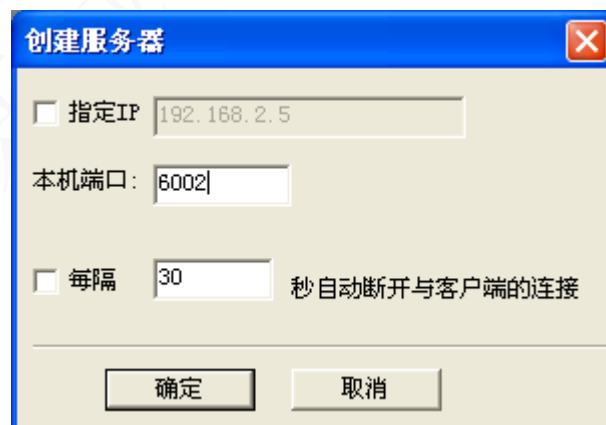 创建服务器
指定IP 192.168.2.5
本机端口: 6002
每隔 30 秒自动断开与客户端的连接
确定 取消